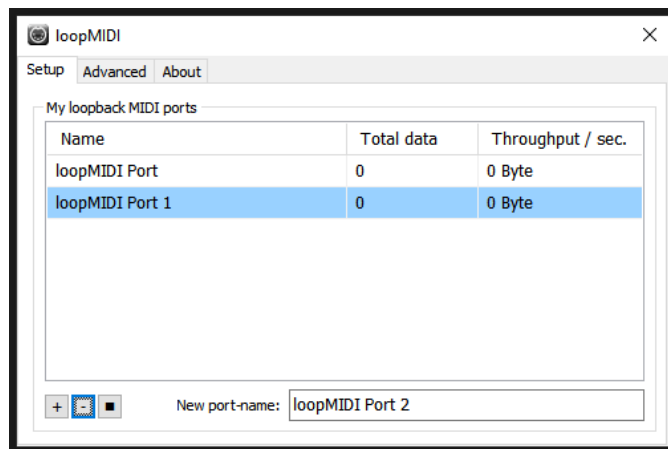 loopMIDI
Setup Advanced About
My loopback MIDI ports
Name Total data Throughput / sec.
loopMIDI Port 0 0 Byte
loopMIDI Port 1 0 0 Byte
+ - New port-name: loopMIDI Port 2